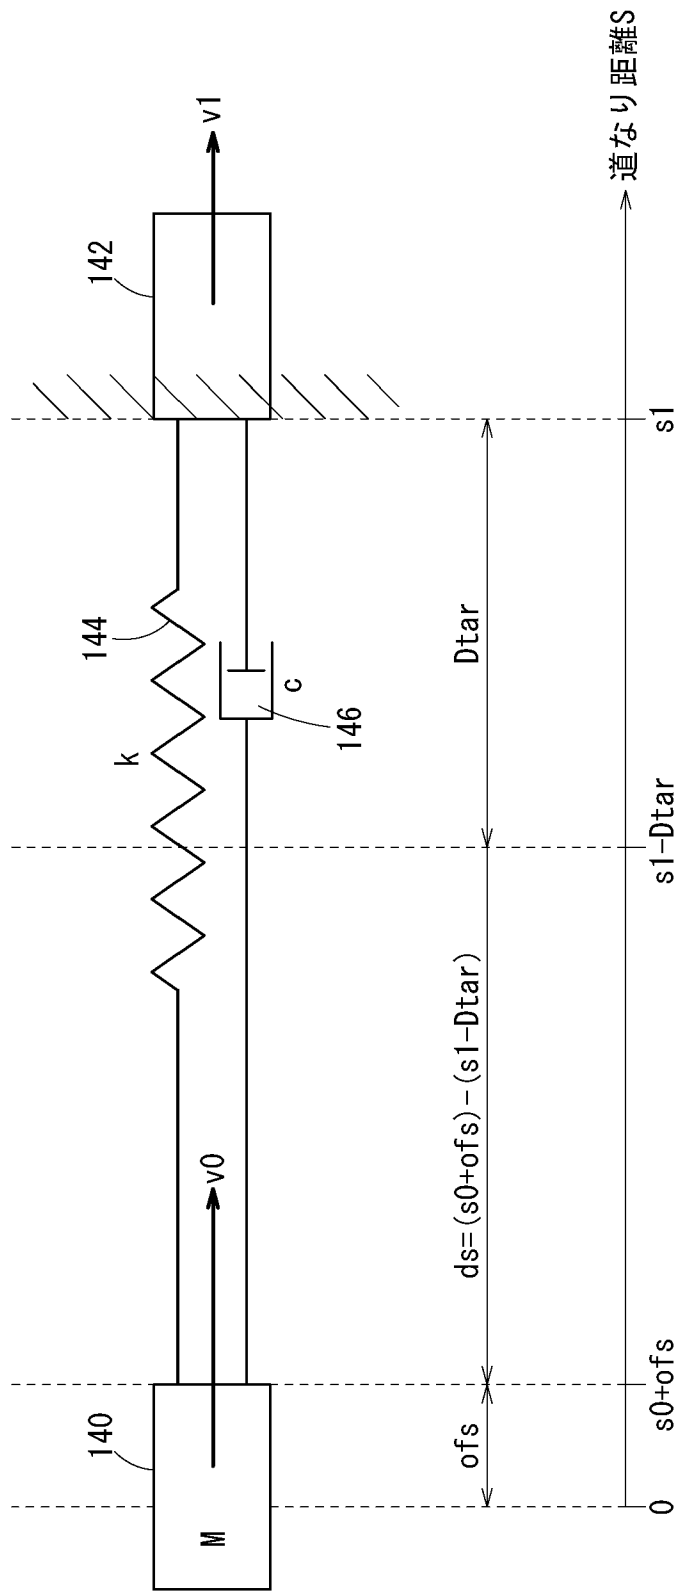 140
M
v0
k
144
146
c
142
v1
ofs
ds=(s0+ofs)-(s1-Dtar)
Dtar
0
s0+ofs
s1-Dtar
s1
道なり距離S